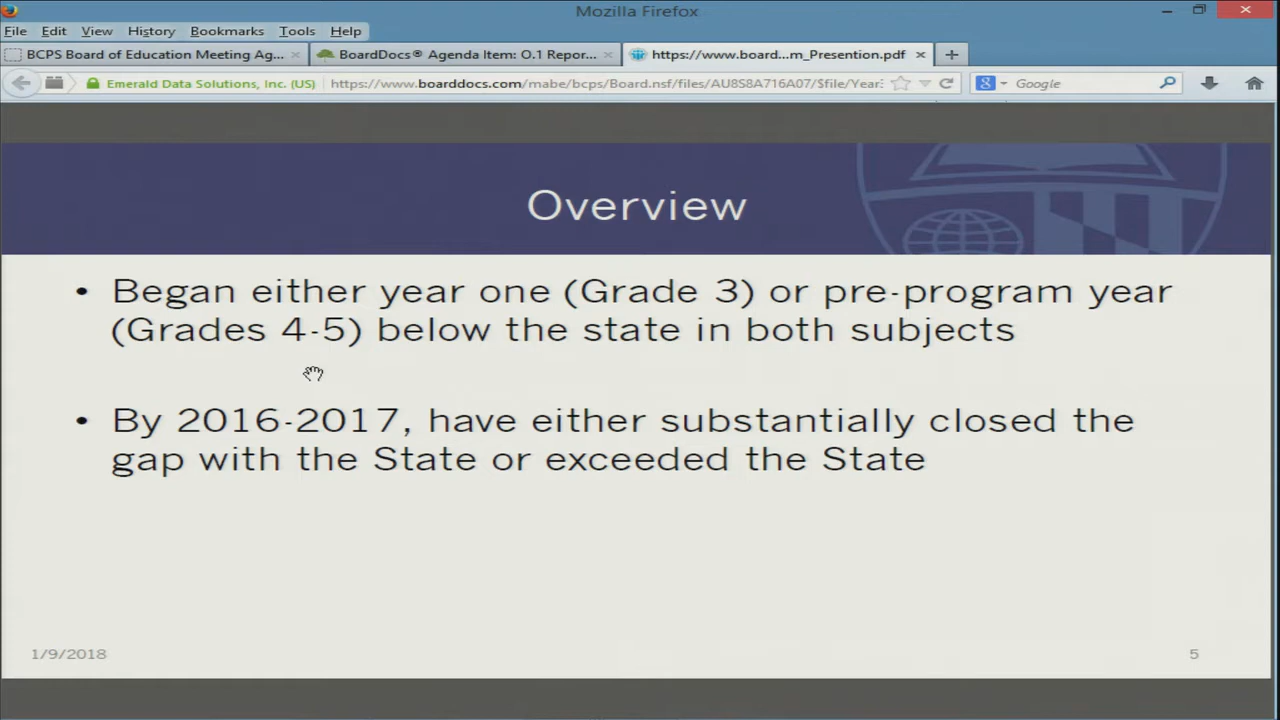 Mozilla Firefox
File Edit View History Bookmarks Tools Help
BCPS Board of Education Meeting Ag... BoardDocs® Agenda Item: O.1 Repor... https://www.board...m_Presention.pdf
Emerald Data Solutions, Inc. (US) https://www.boarddocs.com/mabe/bcps/Board.nsf/files/AU8S8A716A07/$file/Year: Google
Overview
• Began either year one (Grade 3) or pre-program year
(Grades 4-5) below the state in both subjects
• By 2016-2017, have either substantially closed the
gap with the State or exceeded the State
1/9/2018 5